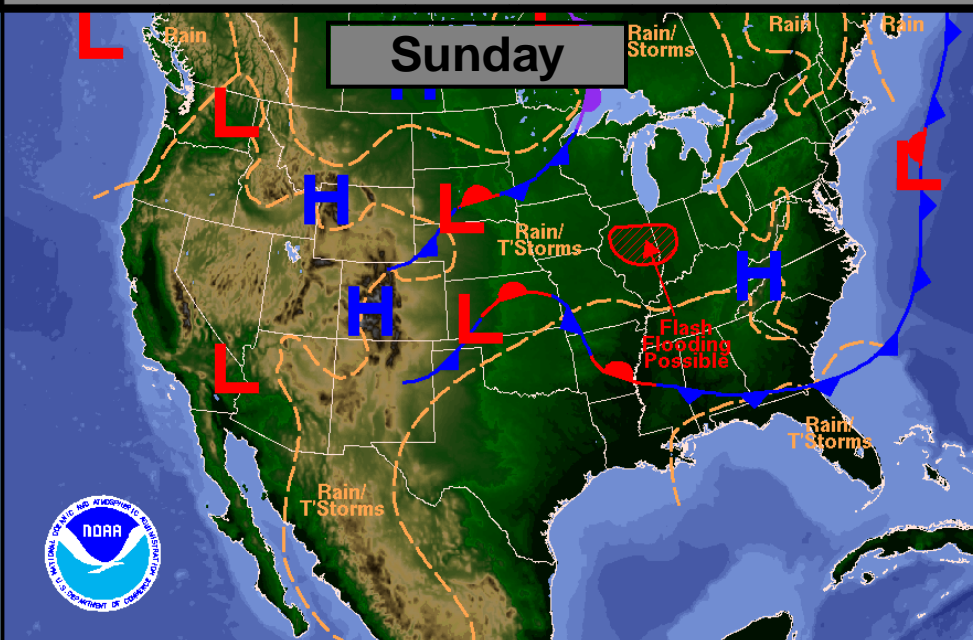 Sunday
L
Rain
L
Rain/
Storms
Rain
Rain
H
L
L
H
L
Rain/
T'Storms
H
H
L
Flash
Flooding
Possible
L
Rain/
T'Storms
Rain/
T'Storms
NATIONAL OCEANIC AND ATMOSPHERIC ADMINISTRATION
NOAA
U.S. DEPARTMENT OF COMMERCE